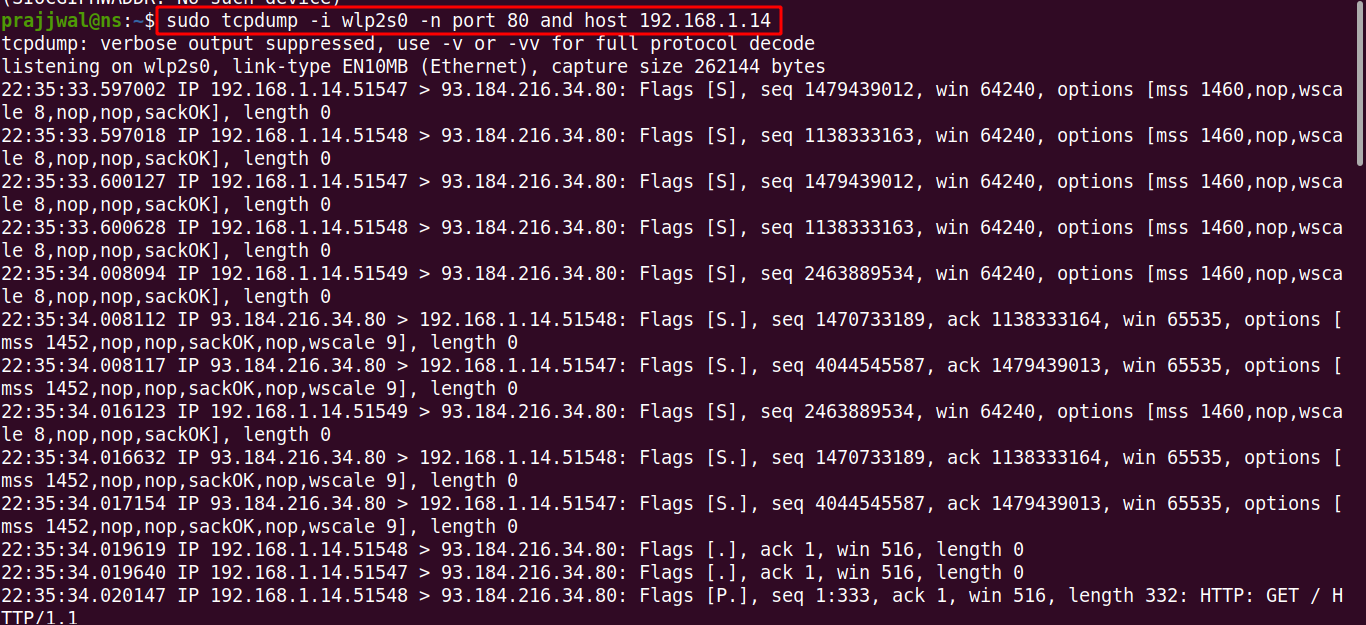 (SIOCGIFHWADDR: No such device)
prajjwal@ns:~$ sudo tcpdump -i wlp2s0 -n port 80 and host 192.168.1.14
tcpdump: verbose output suppressed, use -v or -vv for full protocol decode
listening on wlp2s0, link-type EN10MB (Ethernet), capture size 262144 bytes
22:35:33.597002 IP 192.168.1.14.51547 > 93.184.216.34.80: Flags [S], seq 1479439012, win 64240, options [mss 1460,nop,wsca
le 8,nop,nop,sackOK], length 0
22:35:33.597018 IP 192.168.1.14.51548 > 93.184.216.34.80: Flags [S], seq 1138333163, win 64240, options [mss 1460,nop,wsca
le 8,nop,nop,sackOK], length 0
22:35:33.600127 IP 192.168.1.14.51547 > 93.184.216.34.80: Flags [S], seq 1479439012, win 64240, options [mss 1460,nop,wsca
le 8,nop,nop,sackOK], length 0
22:35:33.600628 IP 192.168.1.14.51548 > 93.184.216.34.80: Flags [S], seq 1138333163, win 64240, options [mss 1460,nop,wsca
le 8,nop,nop,sackOK], length 0
22:35:34.008094 IP 192.168.1.14.51549 > 93.184.216.34.80: Flags [S], seq 2463889534, win 64240, options [mss 1460,nop,wsca
le 8,nop,nop,sackOK], length 0
22:35:34.008112 IP 93.184.216.34.80 > 192.168.1.14.51548: Flags [S.], seq 1470733189, ack 1138333164, win 65535, options [
mss 1452,nop,nop,sackOK,nop,wscale 9], length 0
22:35:34.008117 IP 93.184.216.34.80 > 192.168.1.14.51547: Flags [S.], seq 4044545587, ack 1479439013, win 65535, options [
mss 1452,nop,nop,sackOK,nop,wscale 9], length 0
22:35:34.016123 IP 192.168.1.14.51549 > 93.184.216.34.80: Flags [S], seq 2463889534, win 64240, options [mss 1460,nop,wsca
le 8,nop,nop,sackOK], length 0
22:35:34.016632 IP 93.184.216.34.80 > 192.168.1.14.51548: Flags [S.], seq 1470733189, ack 1138333164, win 65535, options [
mss 1452,nop,nop,sackOK,nop,wscale 9], length 0
22:35:34.017154 IP 93.184.216.34.80 > 192.168.1.14.51547: Flags [S.], seq 4044545587, ack 1479439013, win 65535, options [
mss 1452,nop,nop,sackOK,nop,wscale 9], length 0
22:35:34.019619 IP 192.168.1.14.51548 > 93.184.216.34.80: Flags [.], ack 1, win 516, length 0
22:35:34.019640 IP 192.168.1.14.51547 > 93.184.216.34.80: Flags [.], ack 1, win 516, length 0
22:35:34.020147 IP 192.168.1.14.51548 > 93.184.216.34.80: Flags [P.], seq 1:333, ack 1, win 516, length 332: HTTP: GET / H
TTP/1.1